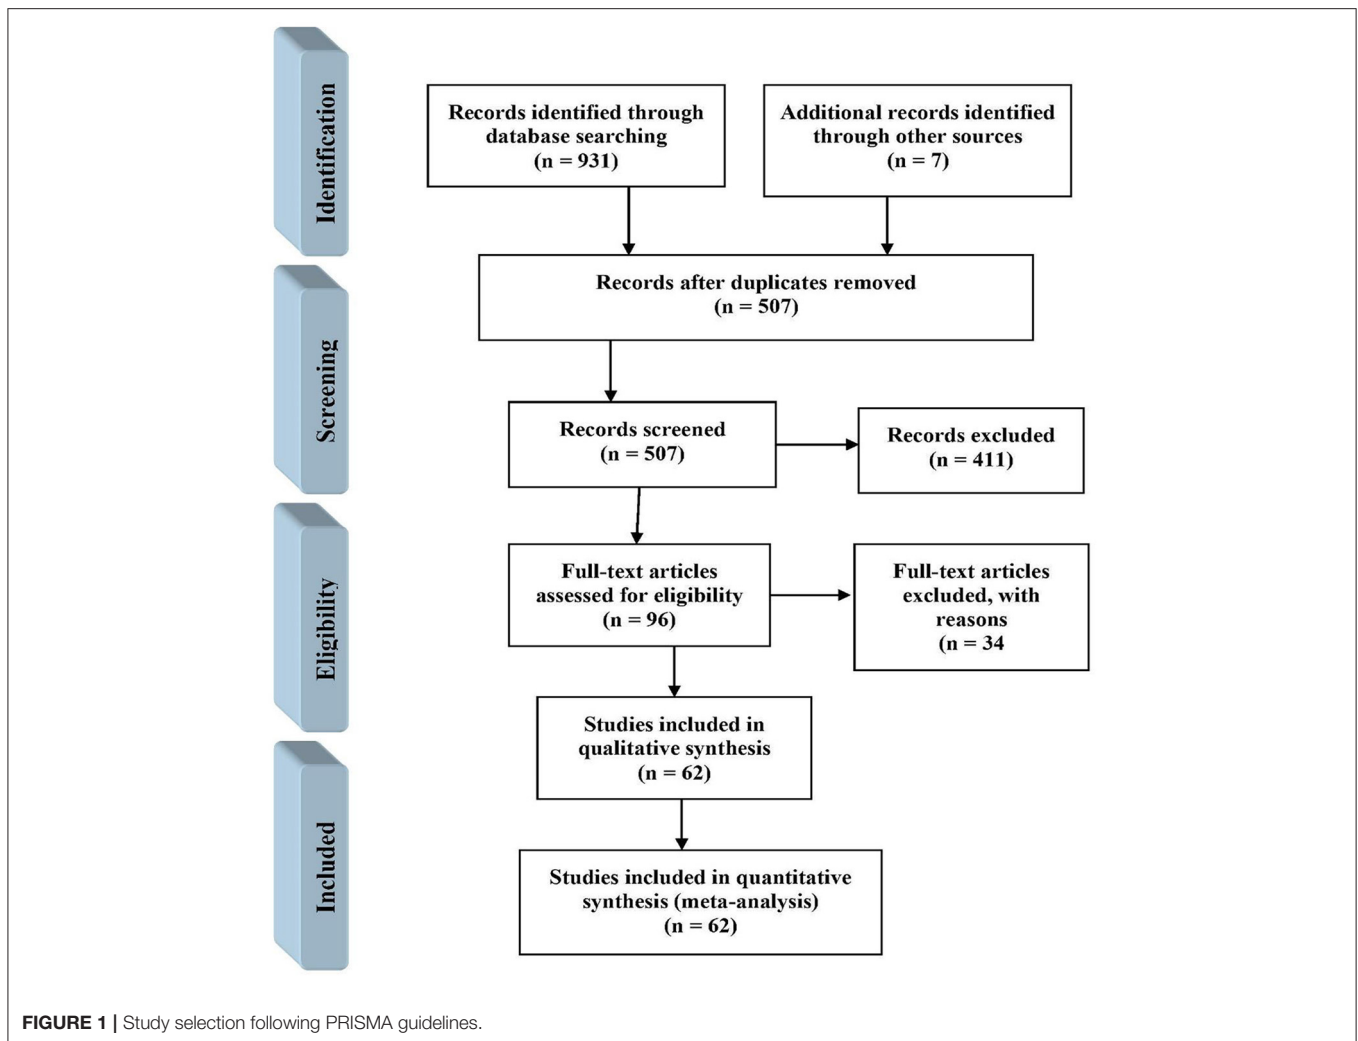 Identification
Records identified through
database searching
(n = 931)
Additional records identified
through other sources
(n = 7)
Records after duplicates removed
(n = 507)
Screening
Records screened
(n = 507)
Records excluded
(n = 411)
Eligibility
Full-text articles
assessed for eligibility
(n = 96)
Full-text articles
excluded, with
reasons
(n = 34
Studies included in
qualitative synthesis
(n = 62)
Included
Studies included in quantitative
synthesis (meta-analysis)
(n = 62)
FIGURE 1 | Study selection following PRISMA guidelines.